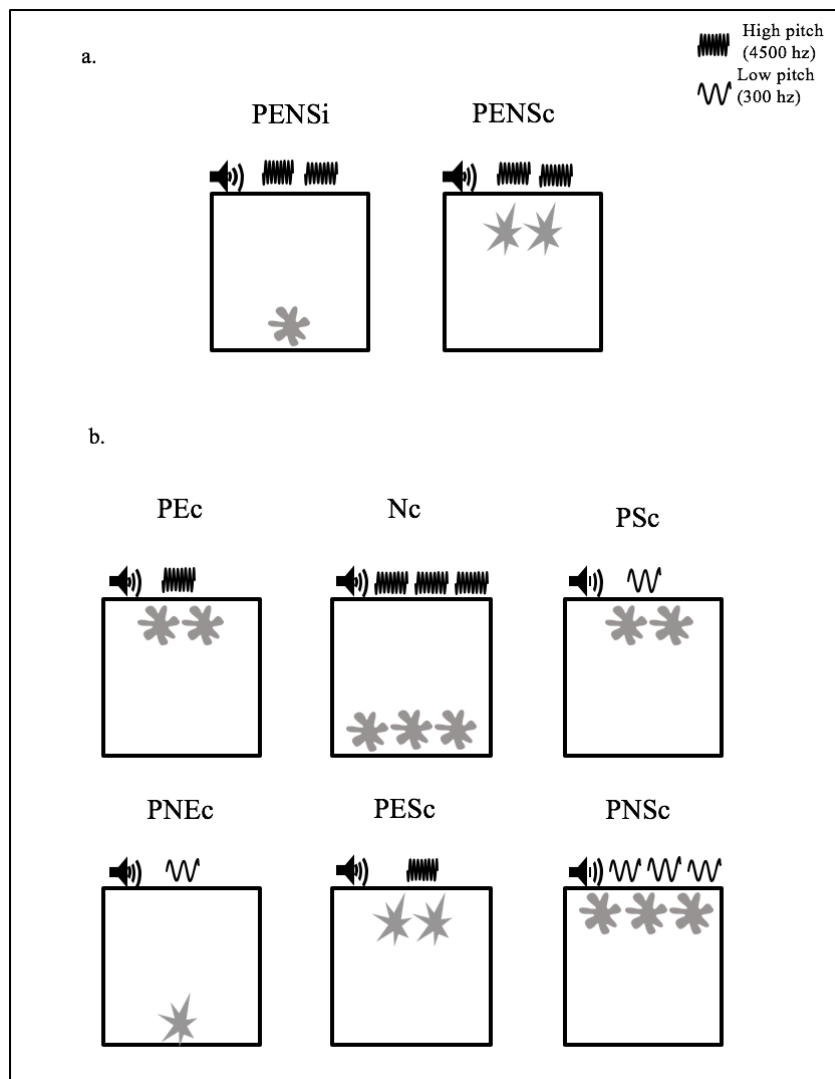 a.
High pitch
(4500 hz)
Low pitch
(300 hz)
PENSi PENSc
b.
PEc Nc PSc
PNEc PESc PNSc